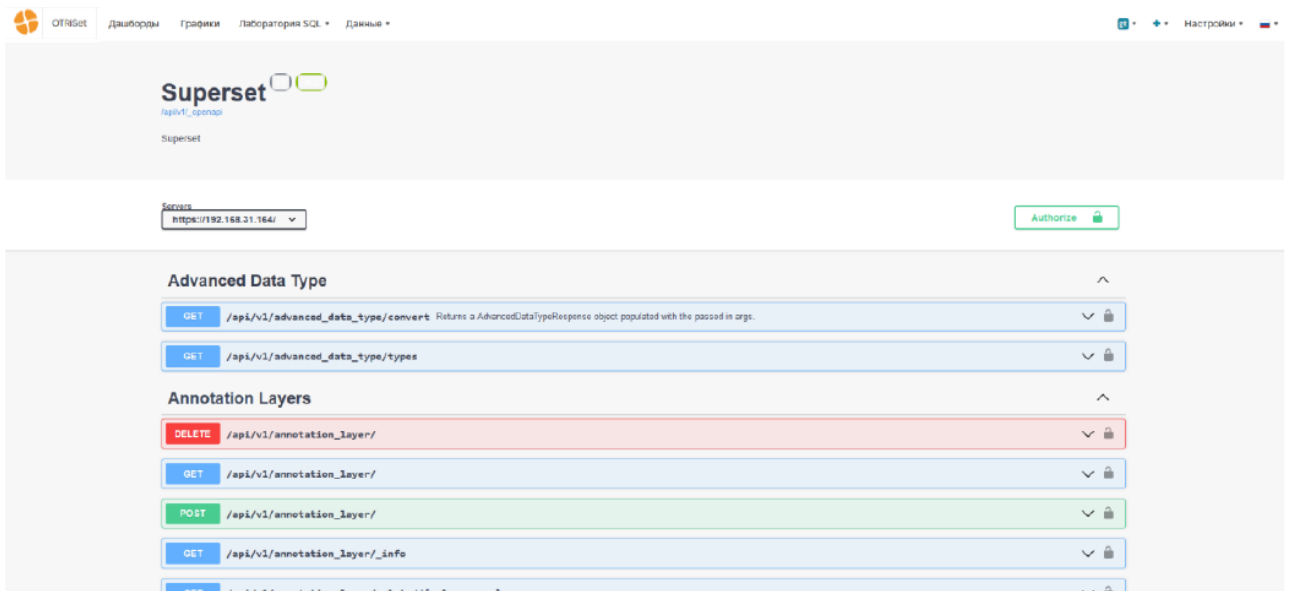 OTRISet Дашборды Графики Лаборатория SQL Данные Настройки
Superset
/api/v1/_openapi
Superset
Servers
https://192.168.31.164/
Authorize
Advanced Data Type
GET /api/v1/advanced_data_type/convert Returns a AdvancedDataTypeResponse object populated with the passed in args.
GET /api/v1/advanced_data_type/types
Annotation Layers
DELETE /api/v1/annotation_layer/
GET /api/v1/annotation_layer/
POST /api/v1/annotation_layer/
GET /api/v1/annotation_layer/_info